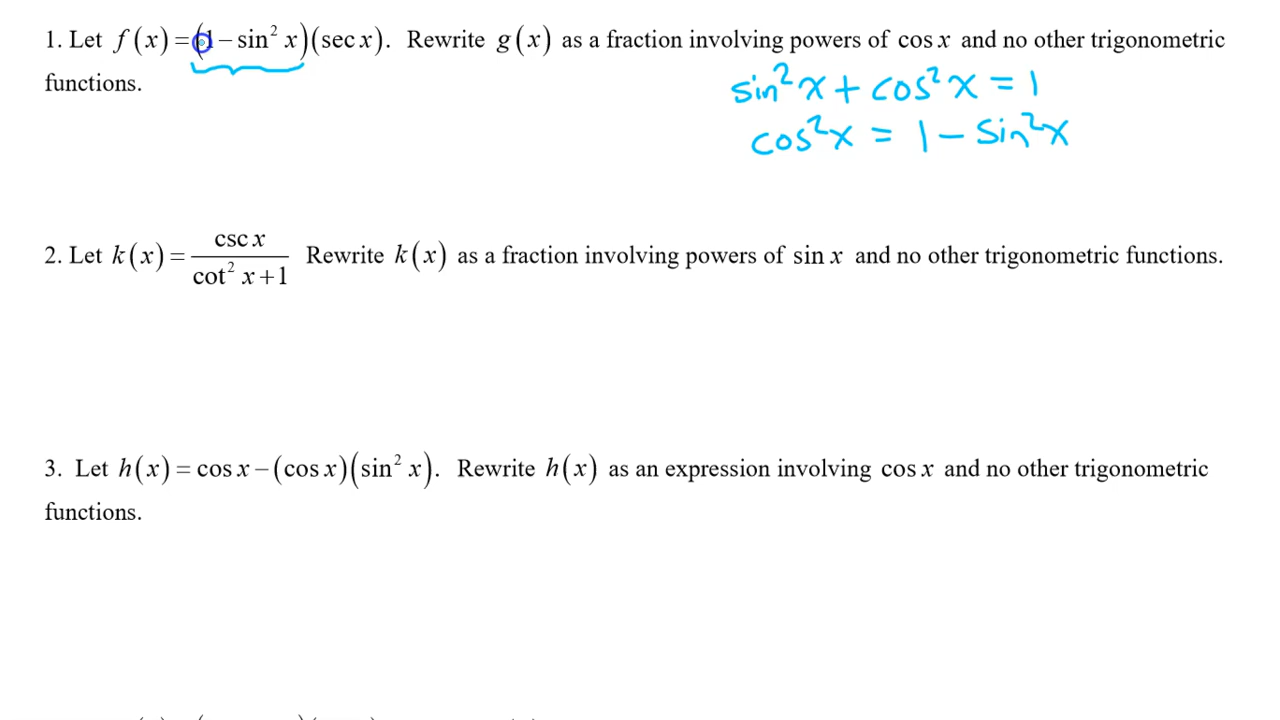 1. Let f(x) = (1 − sin² x)(sec x). Rewrite g(x) as a fraction involving powers of cos x and no other trigonometric
functions.
sin²x + cos²x = 1
cos²x = 1 − sin²x
2. Let k(x) = csc x / (cot² x + 1) Rewrite k(x) as a fraction involving powers of sin x and no other trigonometric functions.
3. Let h(x) = cos x − (cos x)(sin² x). Rewrite h(x) as an expression involving cos x and no other trigonometric
functions.